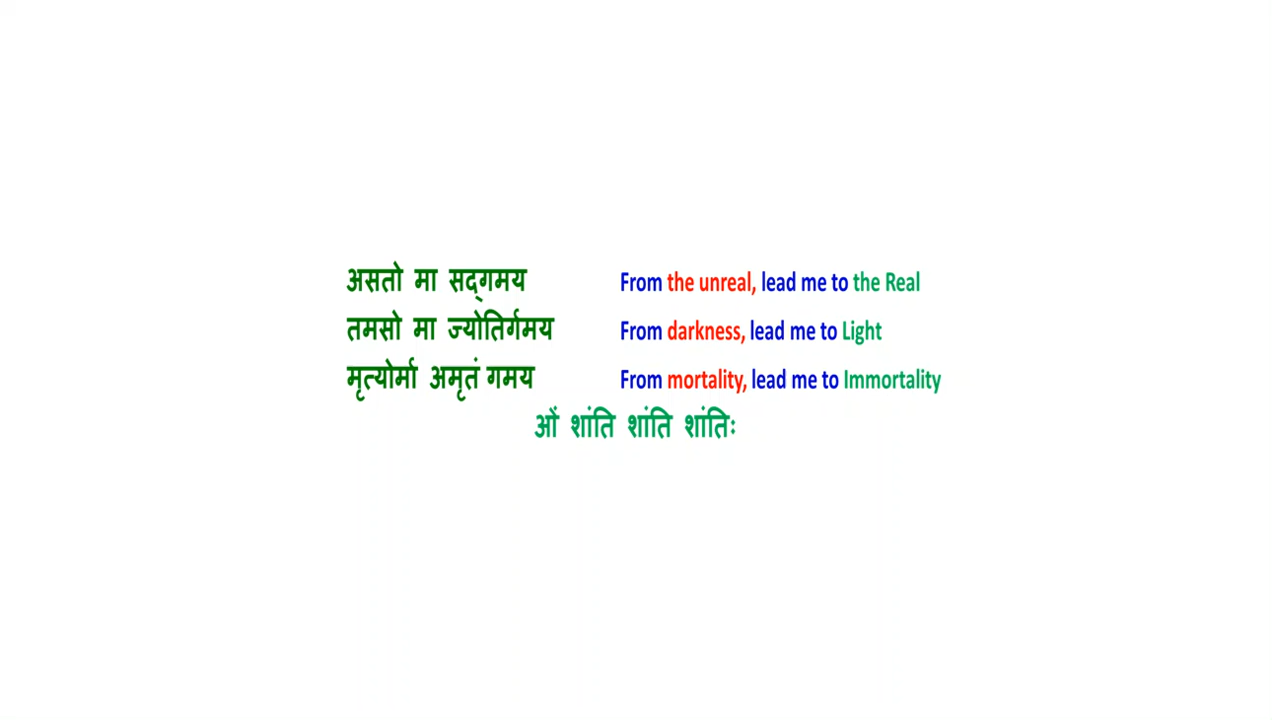 असतो मा सद्‌गमय From the unreal, lead me to the Real
तमसो मा ज्योतिर्गमय From darkness, lead me to Light
मृत्योर्मा अमृतं गमय From mortality, lead me to Immortality
ओं शांति शांति शांतिः